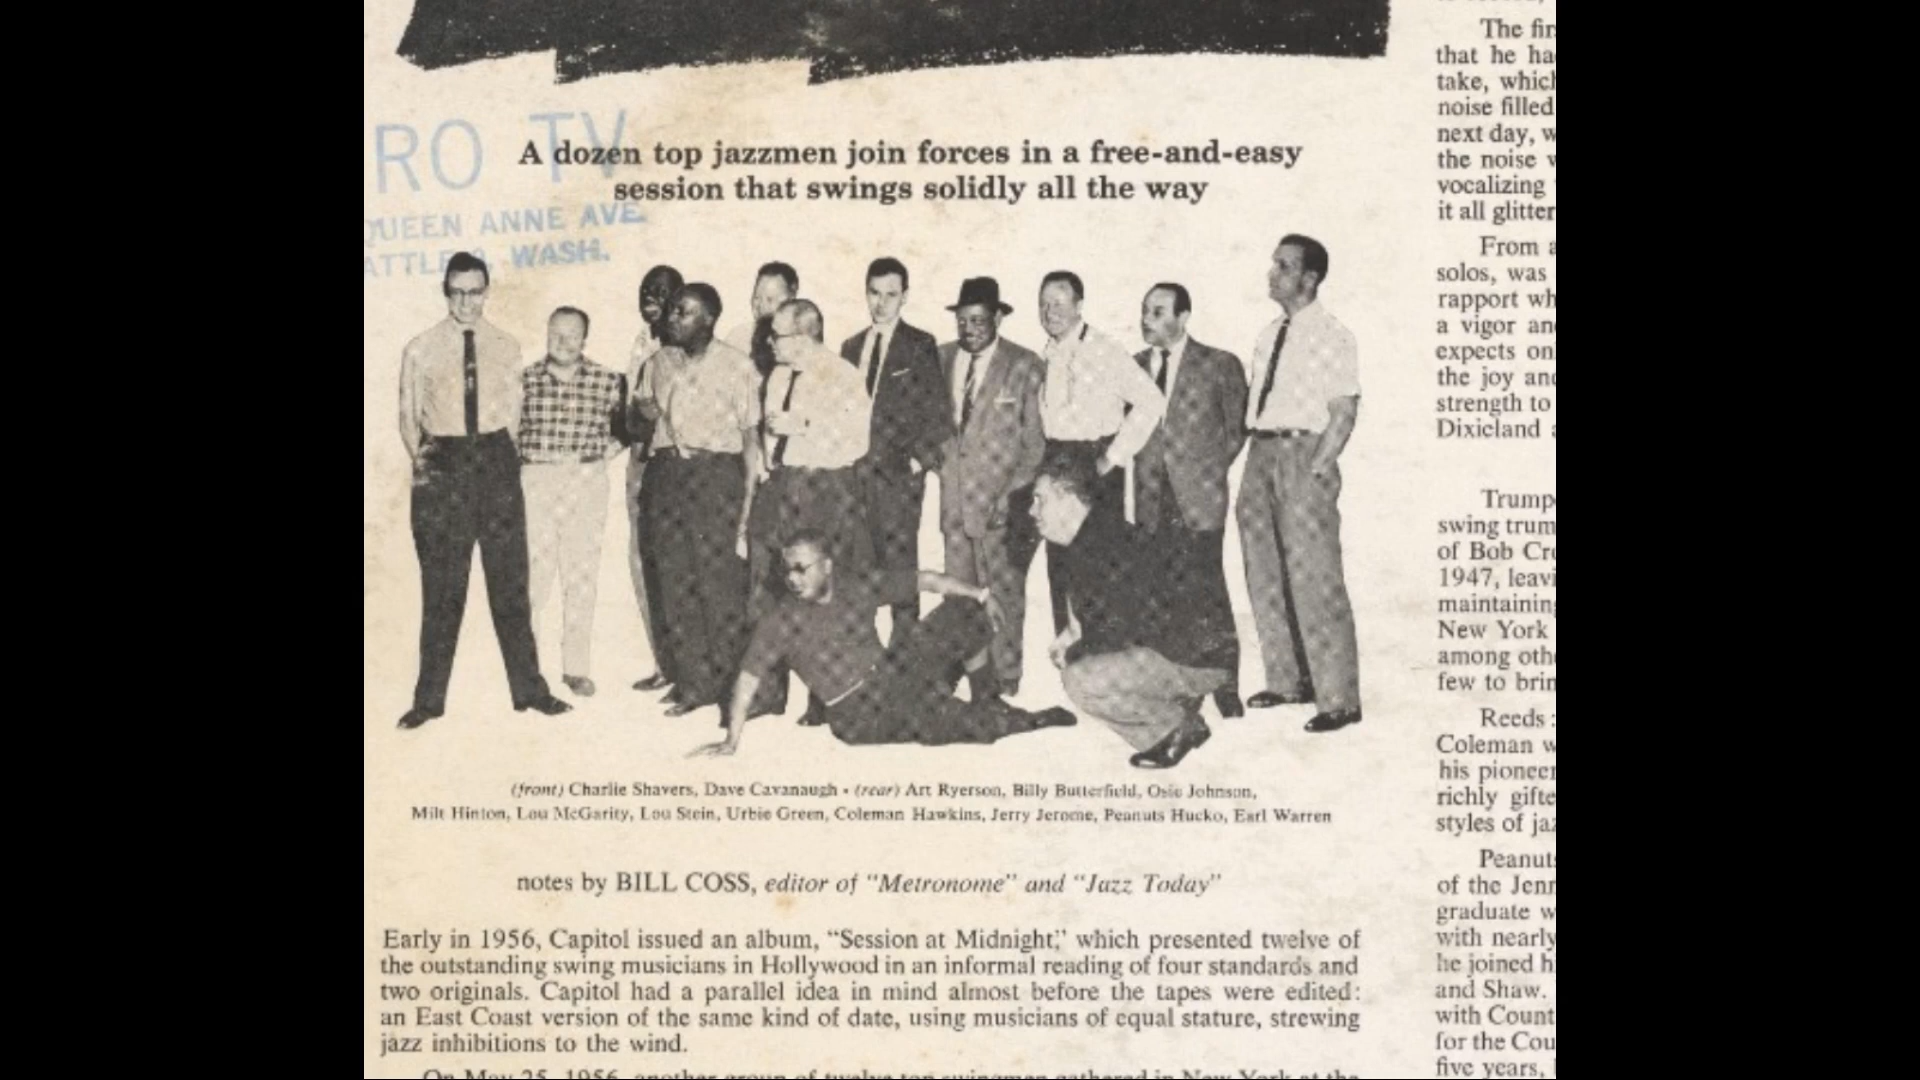 RO TV
QUEEN ANNE AVE
ATTLE 9, WASH.
A dozen top jazzmen join forces in a free-and-easy
session that swings solidly all the way
(front) Charlie Shavers, Dave Cavanaugh • (rear) Art Ryerson, Billy Butterfield, Osie Johnson,
Milt Hinton, Lou McGarity, Lou Stein, Urbie Green, Coleman Hawkins, Jerry Jerome, Peanuts Hucko, Earl Warren
notes by BILL COSS, editor of "Metronome" and "Jazz Today"
Early in 1956, Capitol issued an album, "Session at Midnight," which presented twelve of
the outstanding swing musicians in Hollywood in an informal reading of four standards and
two originals. Capitol had a parallel idea in mind almost before the tapes were edited:
an East Coast version of the same kind of date, using musicians of equal stature, strewing
jazz inhibitions to the wind.
On May 25, 1956, another group of twelve top swingmen gathered in New York at the
The fir
that he ha
take, which
noise filled
next day, w
the noise w
vocalizing
it all glitter
From a
solos, was
rapport wh
a vigor and
expects on
the joy and
strength to
Dixieland a
Trump
swing trum
of Bob Cro
1947, leavi
maintaining
New York
among othe
few to brin
Reeds:
Coleman w
his pioneer
richly gifte
styles of jaz
Peanuts
of the Jenn
graduate w
with nearly
he joined h
and Shaw.
with Count
for the Cou
five years,